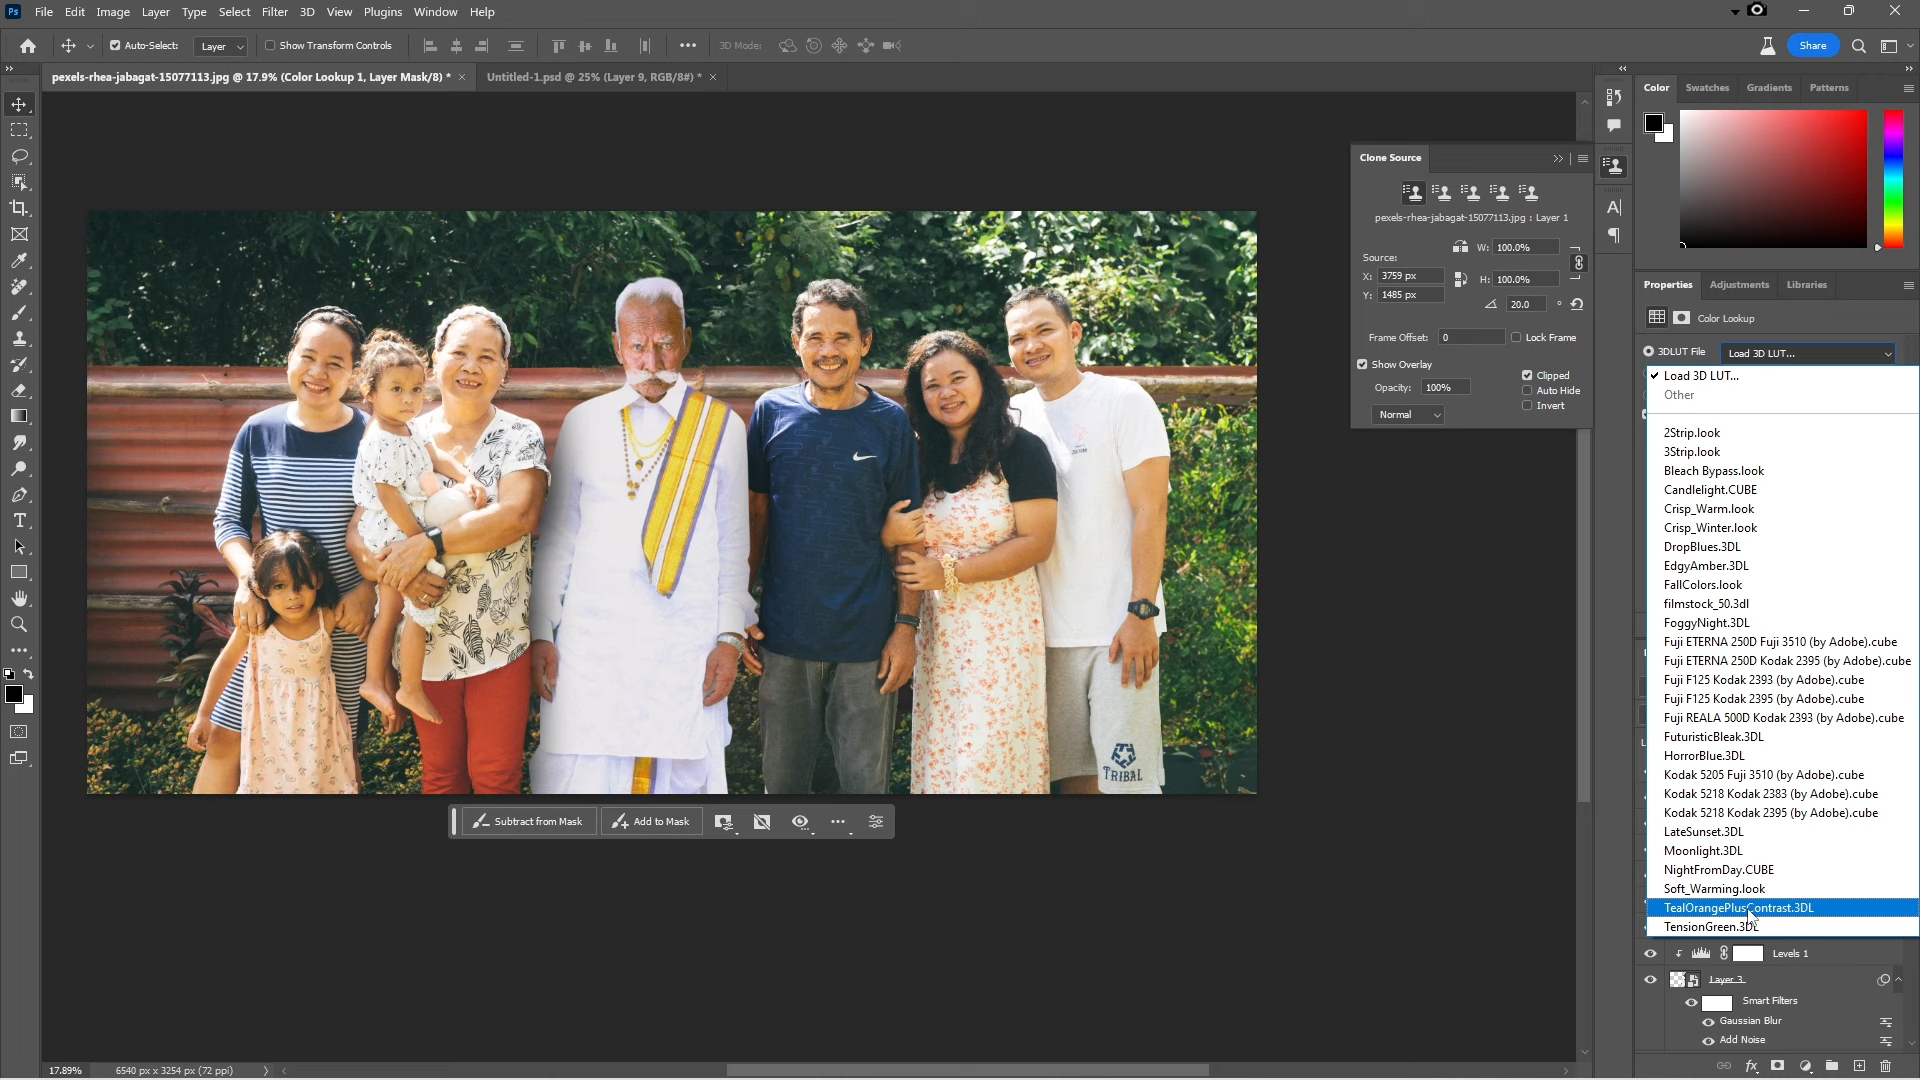 Ps File Edit Image Layer Type Select Filter 3D View Plugins Window Help
Auto-Select: Layer Show Transform Controls 3D Mode: Share
pexels-rhea-jabagat-15077113.jpg @ 17.9% (Color Lookup 1, Layer Mask/8) *
Untitled-1.psd @ 25% (Layer 9, RGB/8#) *
Color Swatches Gradients Patterns
Clone Source
pexels-rhea-jabagat-15077113.jpg : Layer 1
W: 100.0%
Source:
X: 3759 px
H: 100.0%
Y: 1485 px
20.0 °
Frame Offset: 0 Lock Frame
Show Overlay
Clipped
Opacity: 100%
Auto Hide
Invert
Normal
Properties Adjustments Libraries
Color Lookup
3DLUT File Load 3D LUT...
Load 3D LUT...
Other
2Strip.look
3Strip.look
Bleach Bypass.look
Candlelight.CUBE
Crisp_Warm.look
Crisp_Winter.look
DropBlues.3DL
EdgyAmber.3DL
FallColors.look
filmstock_50.3dl
FoggyNight.3DL
Fuji ETERNA 250D Fuji 3510 (by Adobe).cube
Fuji ETERNA 250D Kodak 2395 (by Adobe).cube
Fuji F125 Kodak 2393 (by Adobe).cube
Fuji F125 Kodak 2395 (by Adobe).cube
Fuji REALA 500D Kodak 2393 (by Adobe).cube
FuturisticBleak.3DL
HorrorBlue.3DL
Kodak 5205 Fuji 3510 (by Adobe).cube
Kodak 5218 Kodak 2383 (by Adobe).cube
Kodak 5218 Kodak 2395 (by Adobe).cube
LateSunset.3DL
Moonlight.3DL
NightFromDay.CUBE
Soft_Warming.look
TealOrangePlusContrast.3DL
TensionGreen.3DL
Levels 1
Layer 3
Smart Filters
Gaussian Blur
Add Noise
TRIBAL
Subtract from Mask Add to Mask
17.89% 6540 px x 3254 px (72 ppi)